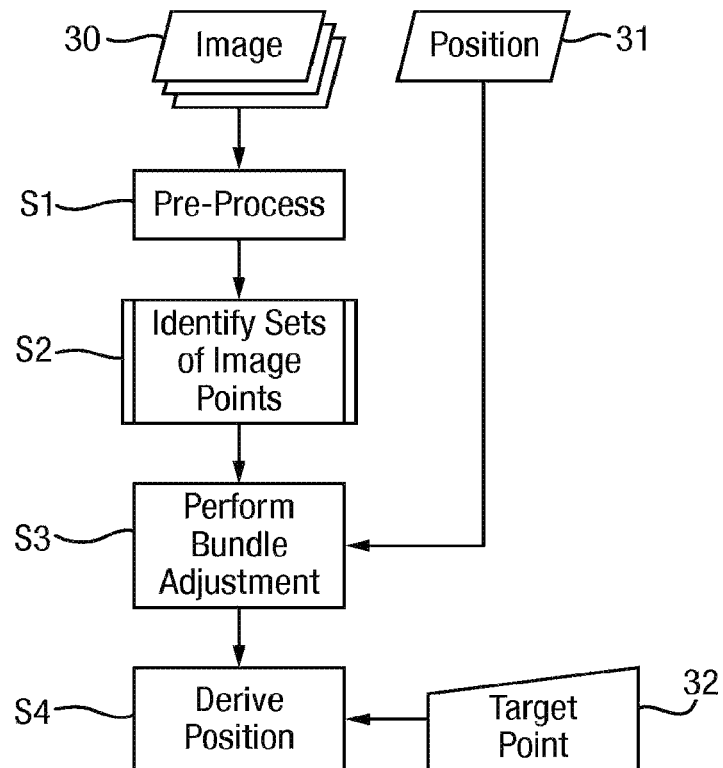 30
Image
Position
31
S1
Pre-Process
S2
Identify Sets
of Image
Points
S3
Perform
Bundle
Adjustment
S4
Derive
Position
Target
Point
32